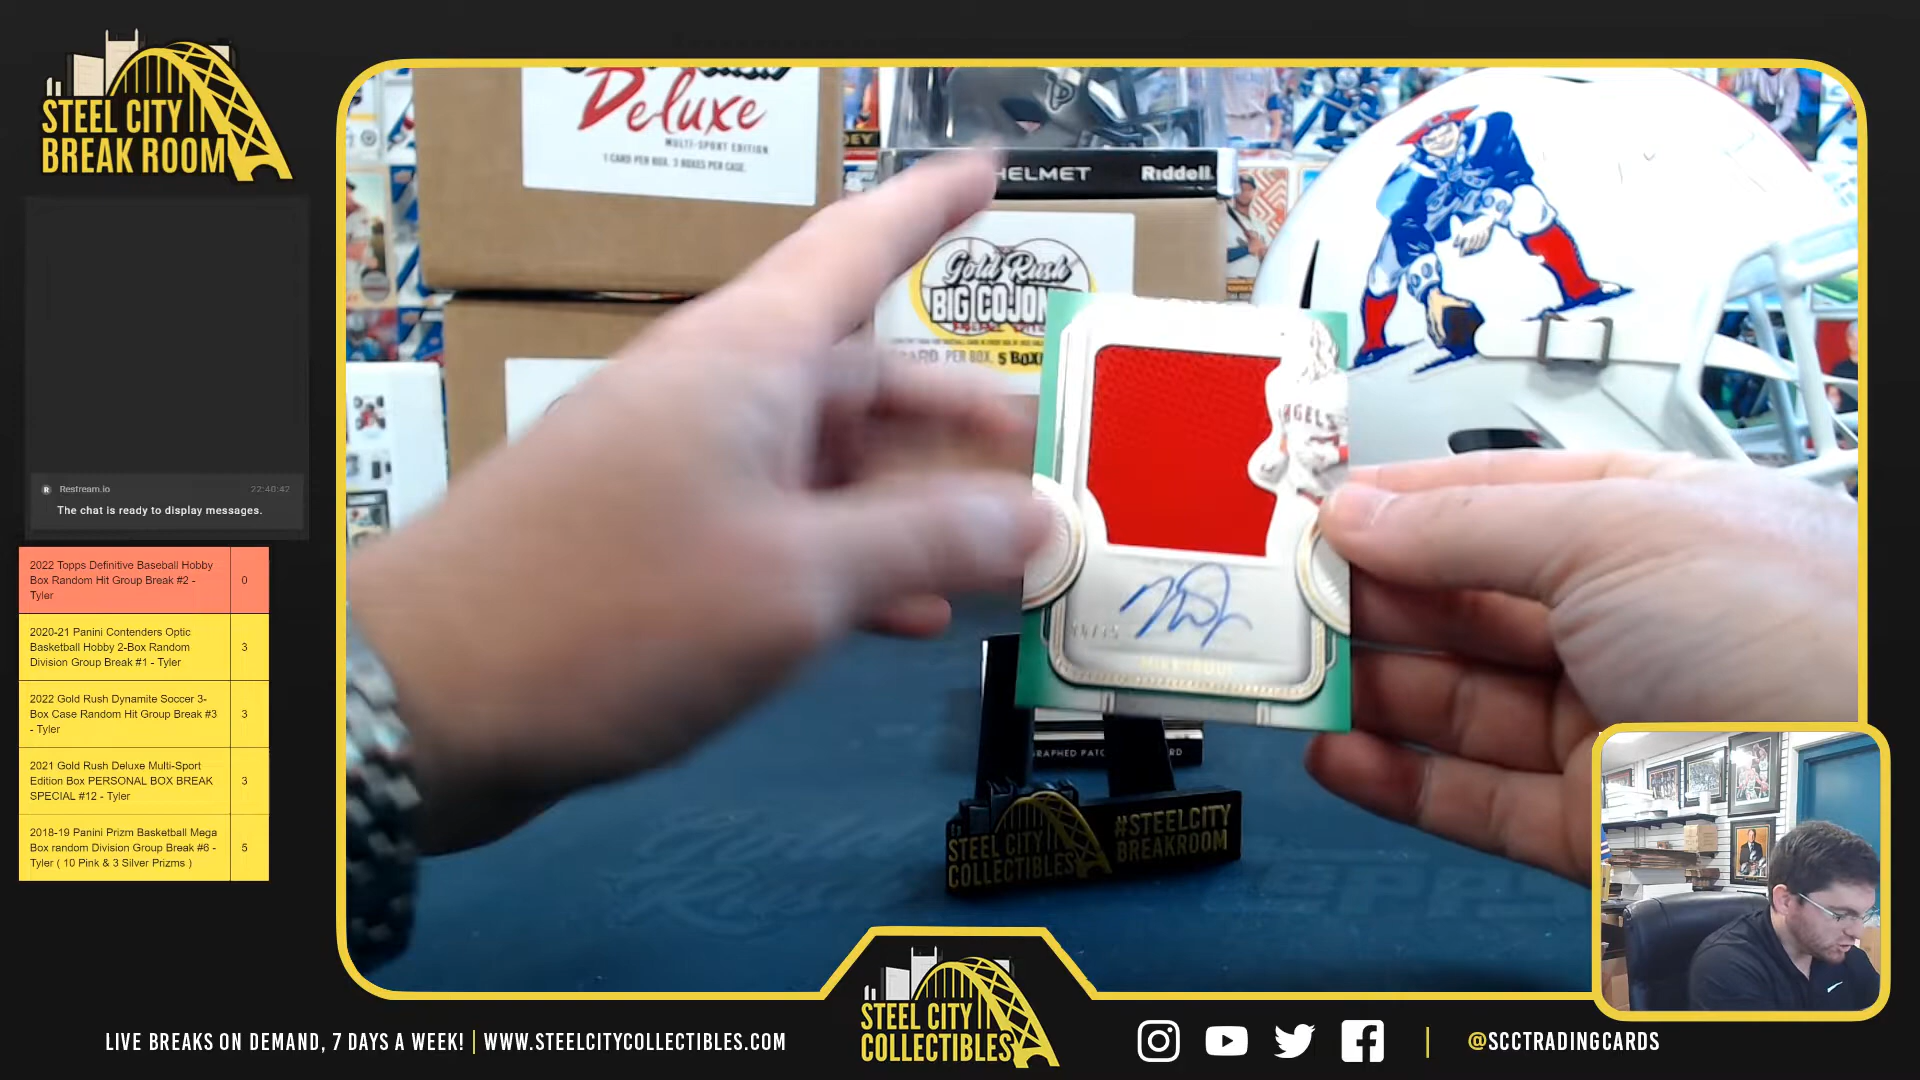 STEEL CITY
BREAK ROOM
Restream.io 22:40:42
The chat is ready to display messages.
2022 Topps Definitive Baseball Hobby
Box Random Hit Group Break #2 -
Tyler
0
2020-21 Panini Contenders Optic
Basketball Hobby 2-Box Random
Division Group Break #1 - Tyler
3
2022 Gold Rush Dynamite Soccer 3-
Box Case Random Hit Group Break #3
- Tyler
3
2021 Gold Rush Deluxe Multi-Sport
Edition Box PERSONAL BOX BREAK
SPECIAL #12 - Tyler
3
2018-19 Panini Prizm Basketball Mega
Box random Division Group Break #6 -
Tyler ( 10 Pink & 3 Silver Prizms )
5
Deluxe
MULTI-SPORT EDITION
1 CARD PER BOX. 3 BOXES PER CASE.
HELMET Riddell
Gold Rush
BIG COJON
PER BOX. 5 BOX
NGELS
STEEL CITY
COLLECTIBLES
#STEELCITY
BREAKROOM
LIVE BREAKS ON DEMAND, 7 DAYS A WEEK! | WWW.STEELCITYCOLLECTIBLES.COM
STEEL CITY
COLLECTIBLES
@SCCTRADINGCARDS